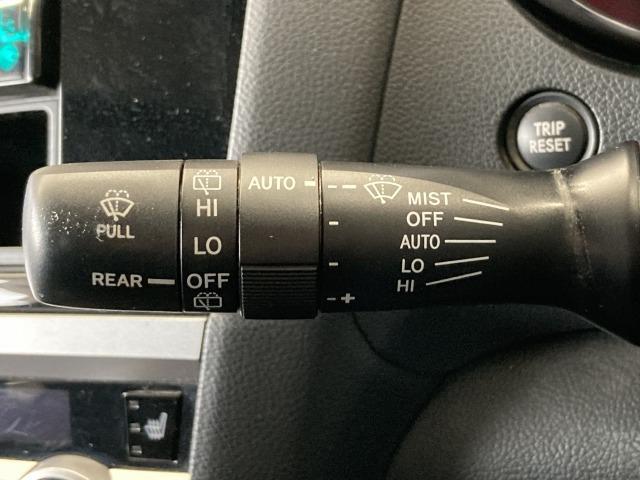 TRIP
RESET
PULL
REAR
HI
LO
OFF
AUTO
- -
-
-
- +
MIST
OFF
AUTO
LO
HI